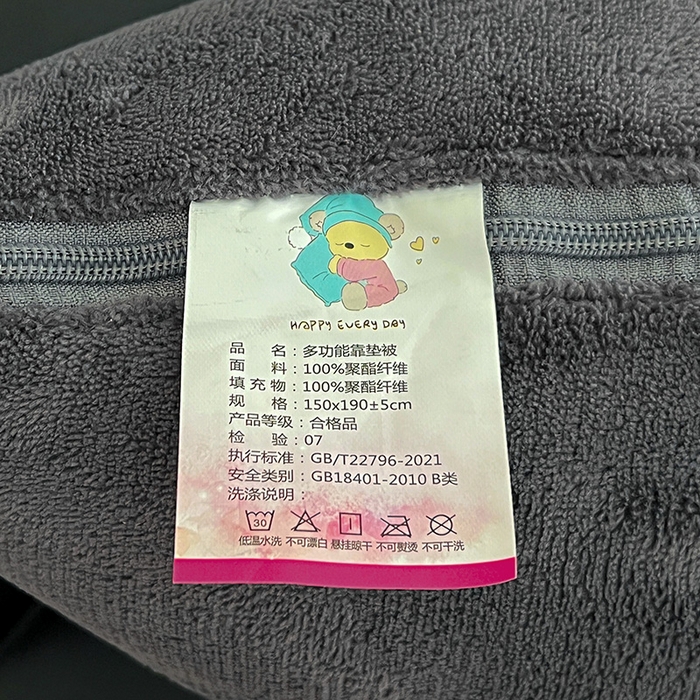 HAPPY EVERY DAY
品 名：多功能靠垫被
面 料：100%聚酯纤维
填 充 物：100%聚酯纤维
规 格：150x190±5cm
产品等级：合格品
检 验：07
执行标准：GB/T22796-2021
安全类别：GB18401-2010 B类
洗涤说明：
30
低温水洗 不可漂白 悬挂晾干 不可熨烫 不可干洗